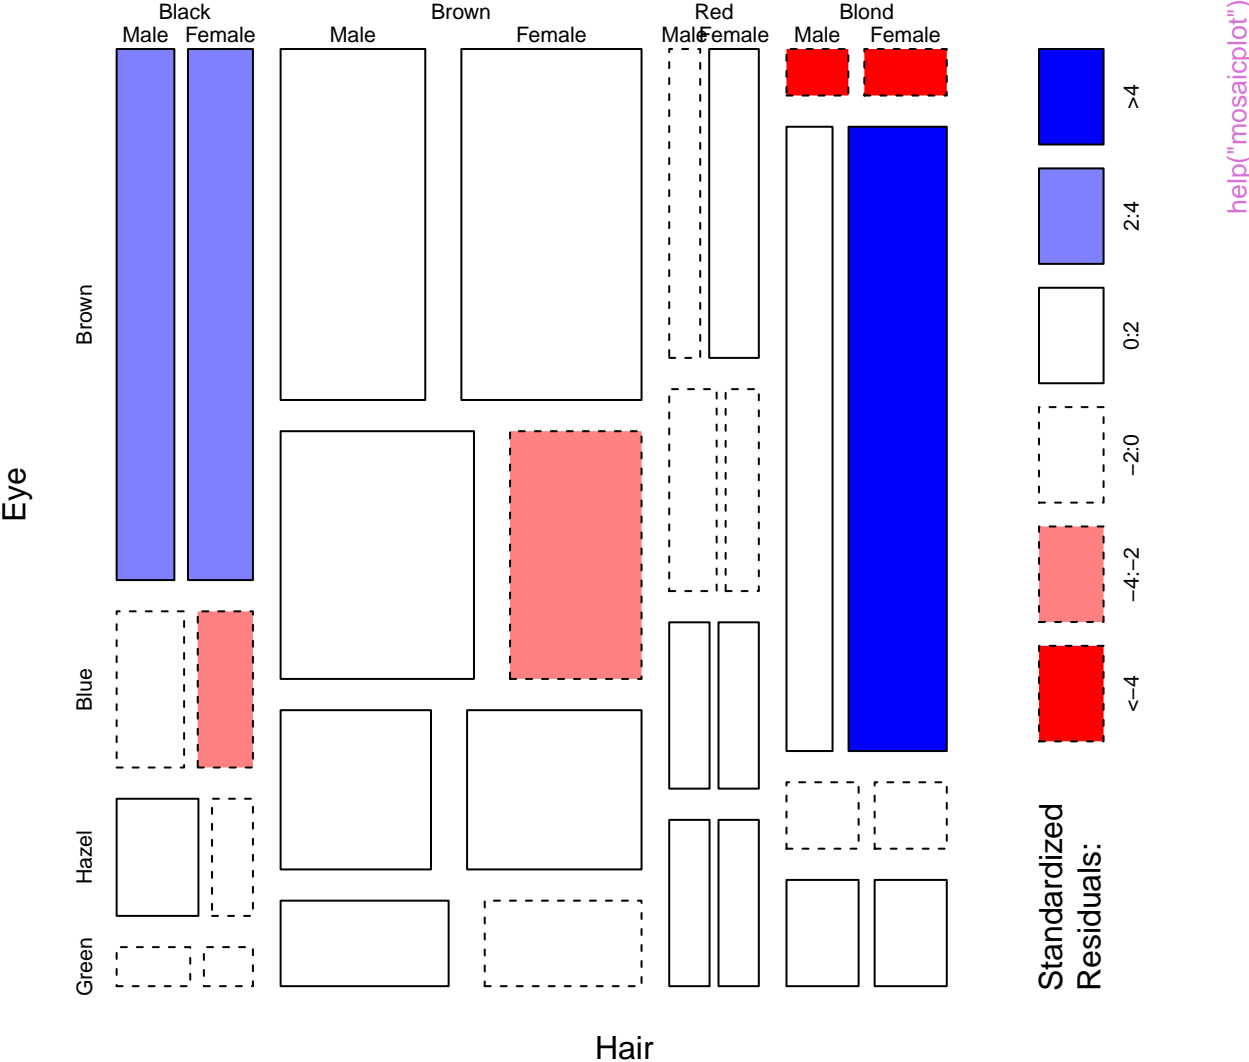 Black Brown Red Blond
Male Female Male Female Male Female Male Female
Brown
Blue
Hazel
Green
Eye
Hair
>4
2:4
0:2
−2:0
−4:−2
<−4
Standardized
Residuals:
help("mosaicplot")